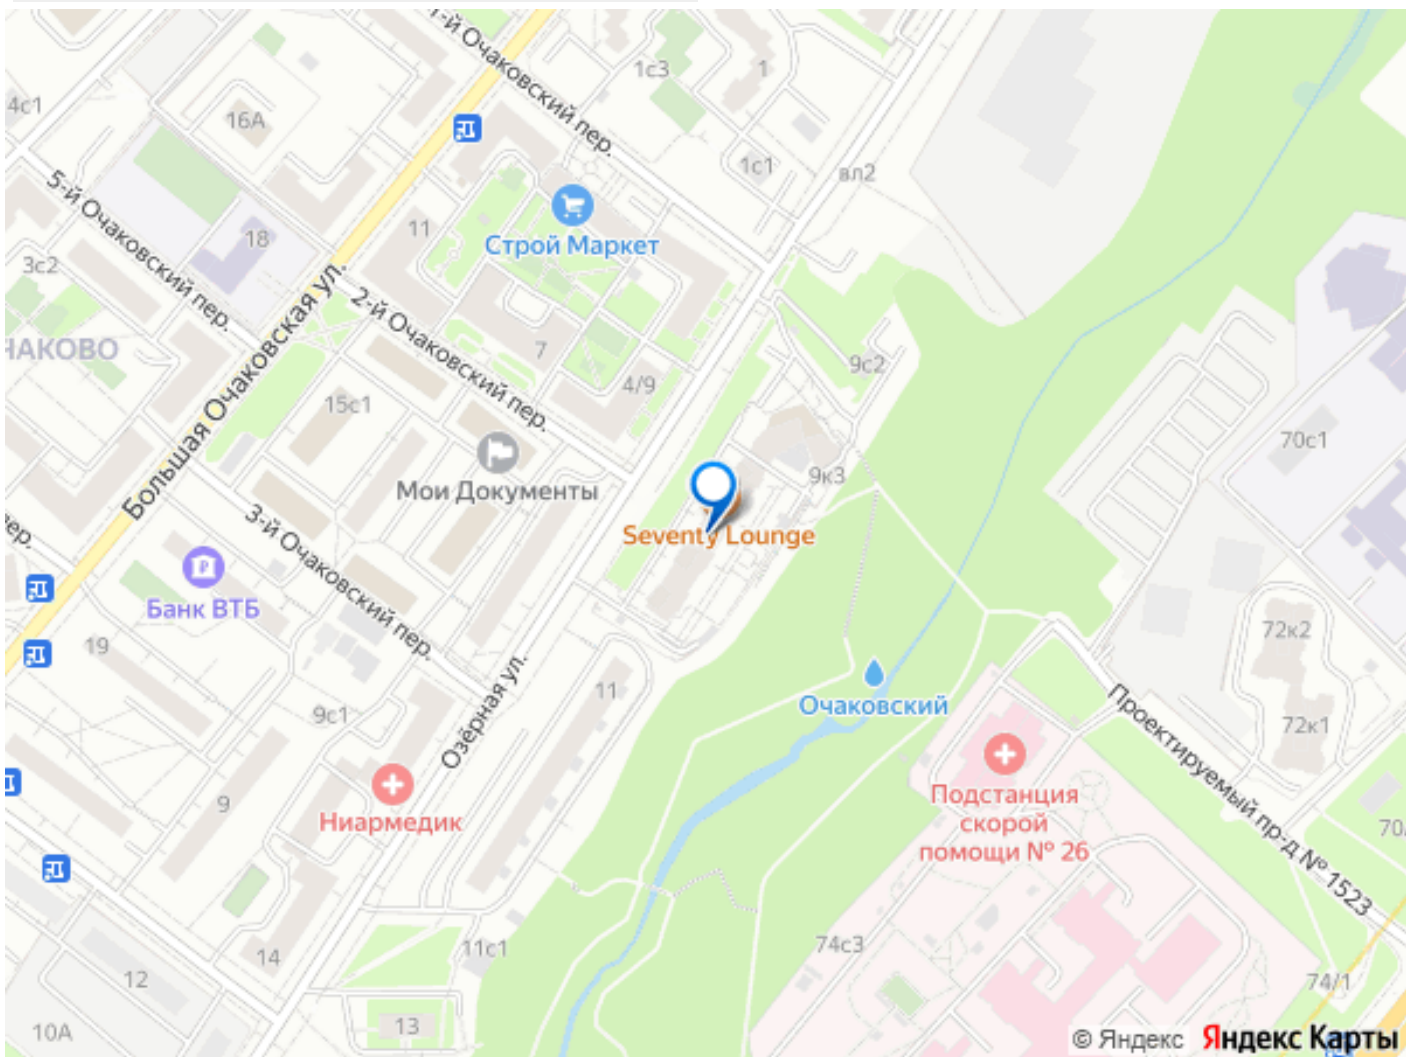 1-й Очаковский пер.
1с3
1
4с1
16А
1с1
вл2
5-й Очаковский пер.
Строй Маркет
11
18
3с2
2-й Очаковский пер.
7
9с2
4/9
Большая Очаковская ул.
15с1
70с1
9к3
Мои Документы
Seventy Lounge
3-й Очаковский пер.
Банк ВТБ
19
72к2
11
Очаковский
9с1
Озёрная ул.
72к1
Проектируемый пр-д № 1523
9
Ниармедик
Подстанция
скорой
помощи № 26
14
11с1
74с3
12
74/1
10А
13
© Яндекс Яндекс Карты